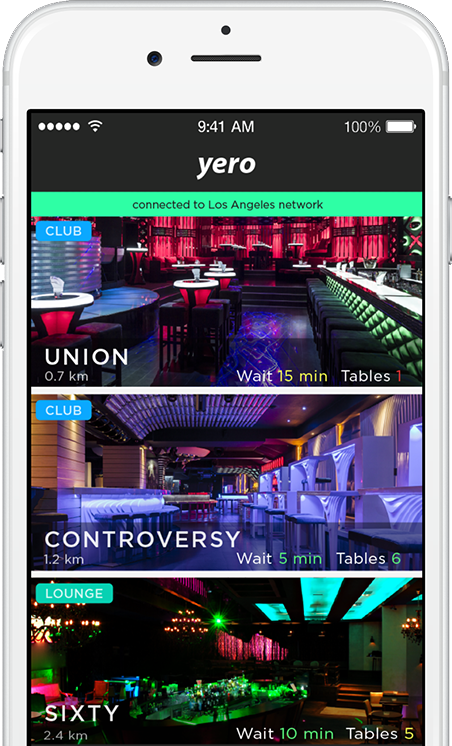 9:41 AM 100%
yero
connected to Los Angeles network
CLUB
UNION
0.7 km Wait 15 min Tables 1
CLUB
CONTROVERSY
1.2 km Wait 5 min Tables 6
LOUNGE
SIXTY
2.4 km Wait 10 min Tables 5